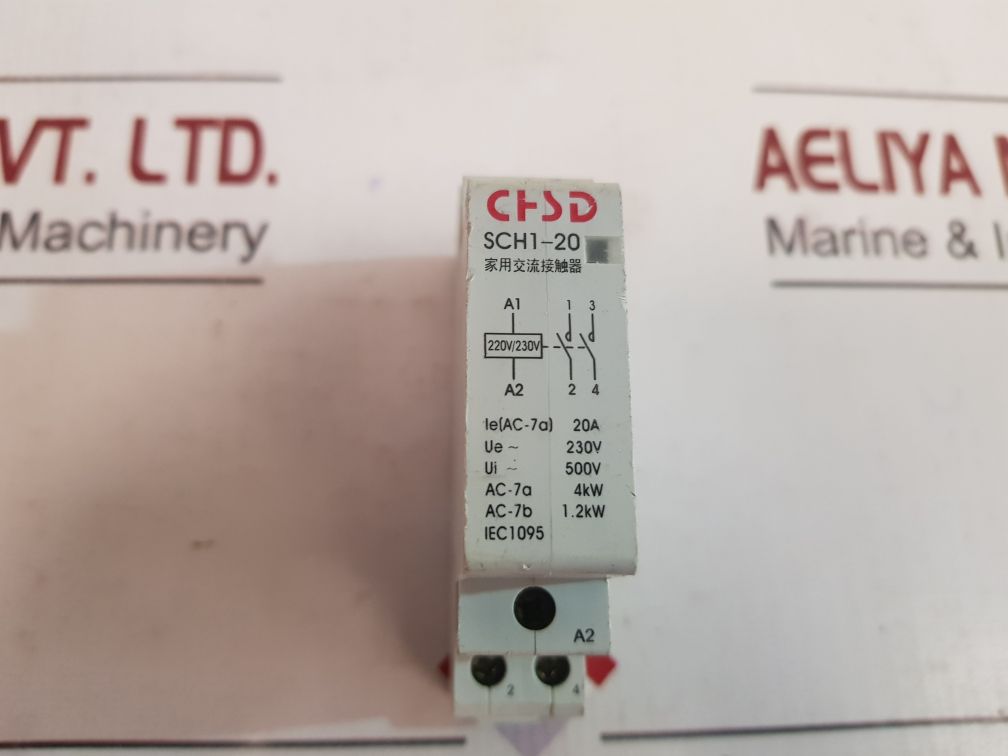 VT. LTD.
Machinery
AELIYA
Marine &
CHSD
SCH1-20
家用交流接触器
A1 1 3
220V/230V
A2 2 4
Ie(AC-7a) 20A
Ue ~ 230V
Ui ~ 500V
AC-7a 4kW
AC-7b 1.2kW
IEC1095
A2
2 4